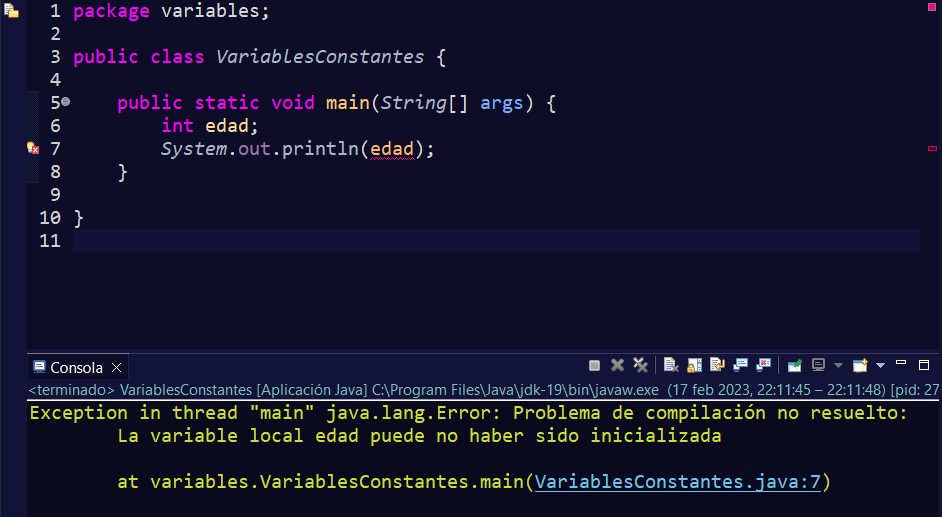 1 package variables;
2
3 public class VariablesConstantes {
4
5 public static void main(String[] args) {
6 int edad;
7 System.out.println(edad);
8 }
9
10 }
11
Consola
<terminado> VariablesConstantes [Aplicación Java] C:\Program Files\Java\jdk-19\bin\javaw.exe (17 feb 2023, 22:11:45 – 22:11:48) [pid: 27
Exception in thread "main" java.lang.Error: Problema de compilación no resuelto:
La variable local edad puede no haber sido inicializada
at variables.VariablesConstantes.main(VariablesConstantes.java:7)